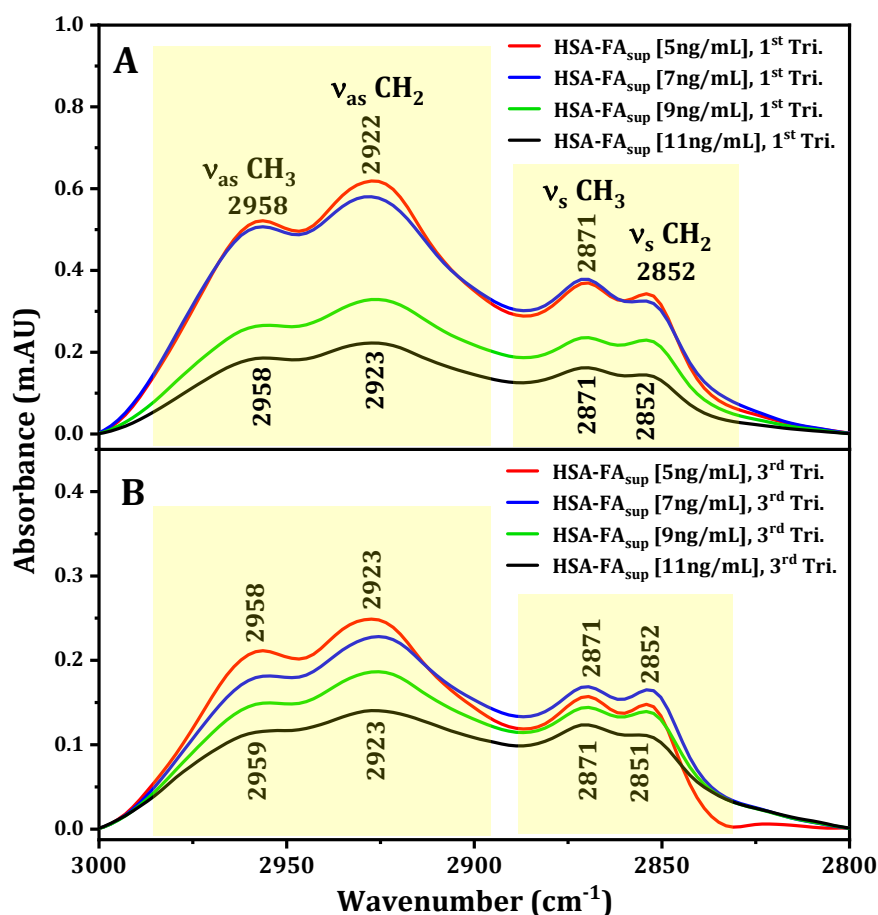 1.0
A
HSA-FAsup [5ng/mL], 1st Tri.
HSA-FAsup [7ng/mL], 1st Tri.
HSA-FAsup [9ng/mL], 1st Tri.
HSA-FAsup [11ng/mL], 1st Tri.
0.8
νas CH2
2922
νas CH3
2958
0.6
νs CH3
2871
νs CH2
2852
0.4
0.2
2958
2923
2871
2852
0.0
Absorbance (m.AU)
B
HSA-FAsup [5ng/mL], 3rd Tri.
HSA-FAsup [7ng/mL], 3rd Tri.
HSA-FAsup [9ng/mL], 3rd Tri.
HSA-FAsup [11ng/mL], 3rd Tri.
0.4
0.3
2958
2923
2871
2852
0.2
0.1
2959
2923
2871
2851
0.0
3000
2950
2900
2850
2800
Wavenumber (cm-1)